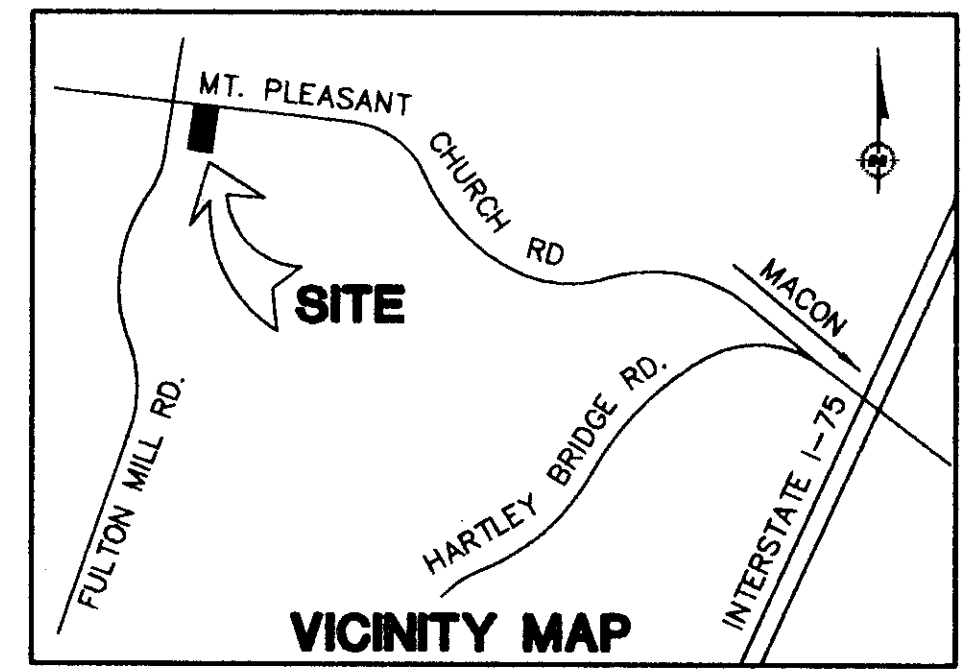 MT. PLEASANT
CHURCH RD
MACON
SITE
FULTON MILL RD.
HARTLEY BRIDGE RD.
INTERSTATE I-75
VICINITY MAP